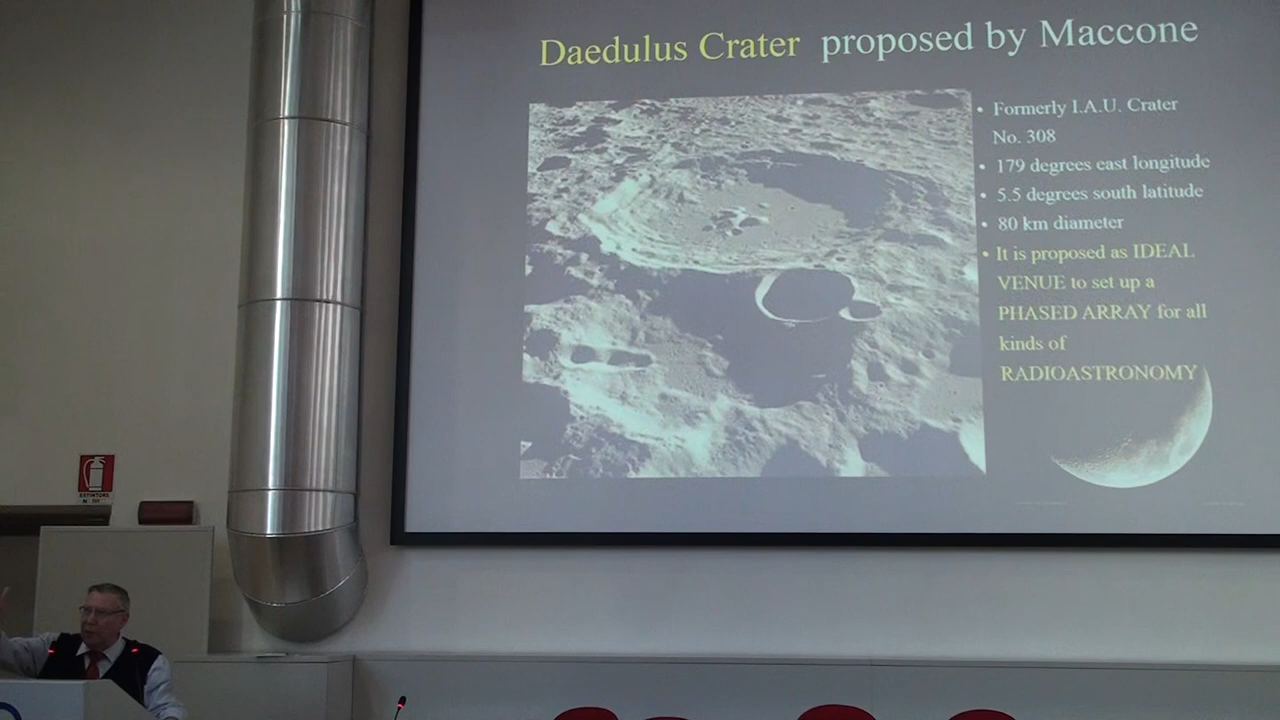 Daedulus Crater proposed by Maccone
• Formerly I.A.U. Crater
No. 308
• 179 degrees east longitude
• 5.5 degrees south latitude
• 80 km diameter
• It is proposed as IDEAL
VENUE to set up a
PHASED ARRAY for all
kinds of
RADIOASTRONOMY
ESTINTORE